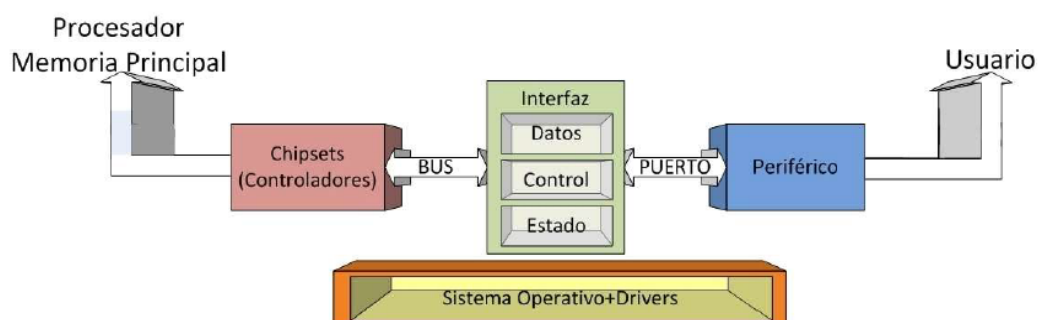 Procesador
Memoria Principal
Usuario
Interfaz
Datos
Chipsets
(Controladores)
BUS
Control
PUERTO
Periférico
Estado
Sistema Operativo+Drivers